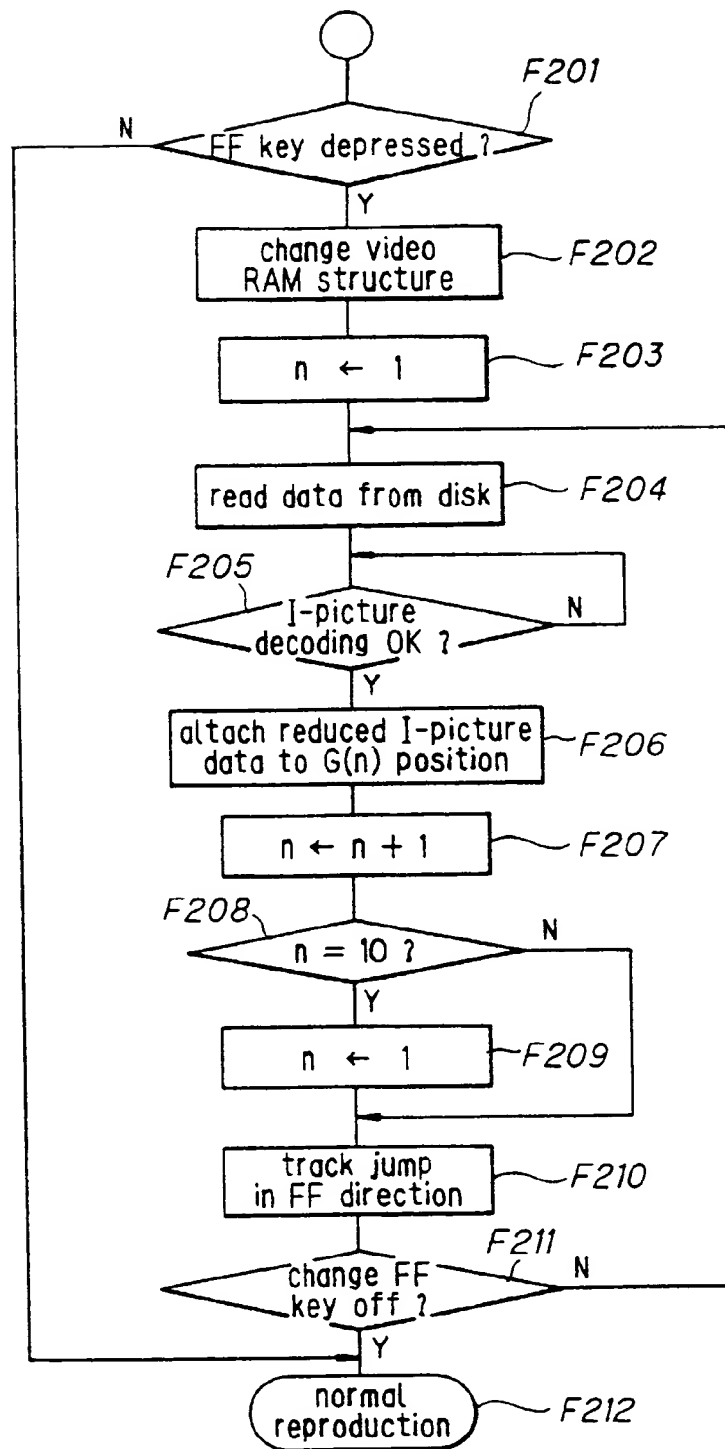 F201
N
FF key depressed ?
Y
change video
RAM structure
F202
n ← 1
F203
read data from disk
F204
F205
I-picture
decoding OK ?
N
Y
altach reduced I-picture
data to G(n) position
F206
n ← n + 1
F207
F208
n = 10 ?
N
Y
n ← 1
F209
track jump
in FF direction
F210
F211
change FF
key off ?
N
Y
normal
reproduction
F212